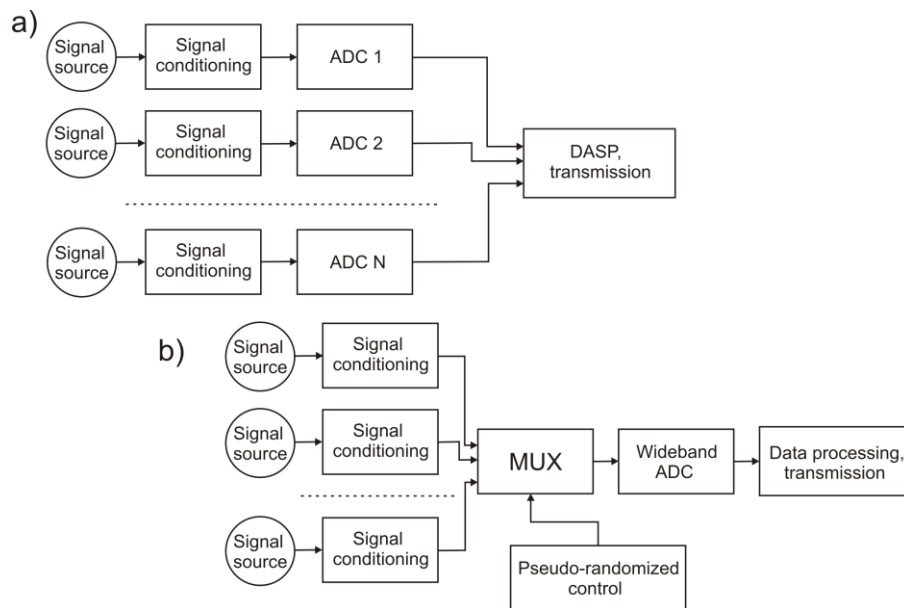 a)
Signal
source
Signal
conditioning
ADC 1
Signal
source
Signal
conditioning
ADC 2
DASP,
transmission
Signal
source
Signal
conditioning
ADC N
b)
Signal
source
Signal
conditioning
Signal
source
Signal
conditioning
MUX
Wideband
ADC
Data processing,
transmission
Signal
source
Signal
conditioning
Pseudo-randomized
control